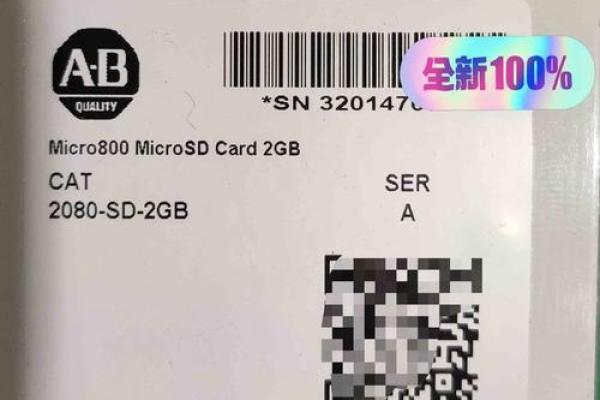 A-B
QUALITY
全新100%
*SN 3201470
Micro800 MicroSD Card 2GB
CAT
2080-SD-2GB
SER
A